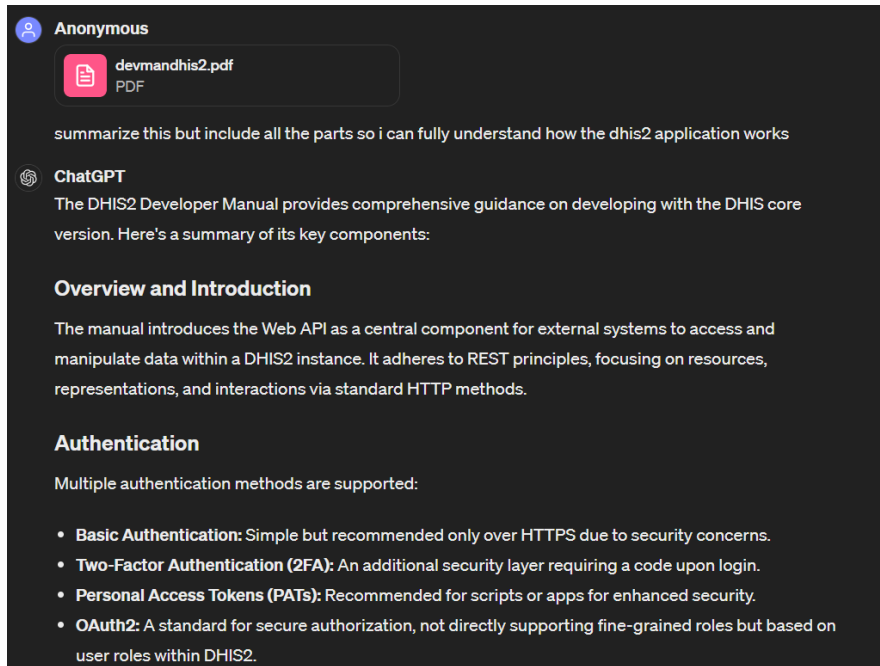 Anonymous
devmandhis2.pdf
PDF
summarize this but include all the parts so i can fully understand how the dhis2 application works
ChatGPT
The DHIS2 Developer Manual provides comprehensive guidance on developing with the DHIS core
version. Here's a summary of its key components:
Overview and Introduction
The manual introduces the Web API as a central component for external systems to access and
manipulate data within a DHIS2 instance. It adheres to REST principles, focusing on resources,
representations, and interactions via standard HTTP methods.
Authentication
Multiple authentication methods are supported:
• Basic Authentication: Simple but recommended only over HTTPS due to security concerns.
• Two-Factor Authentication (2FA): An additional security layer requiring a code upon login.
• Personal Access Tokens (PATs): Recommended for scripts or apps for enhanced security.
• OAuth2: A standard for secure authorization, not directly supporting fine-grained roles but based on
user roles within DHIS2.